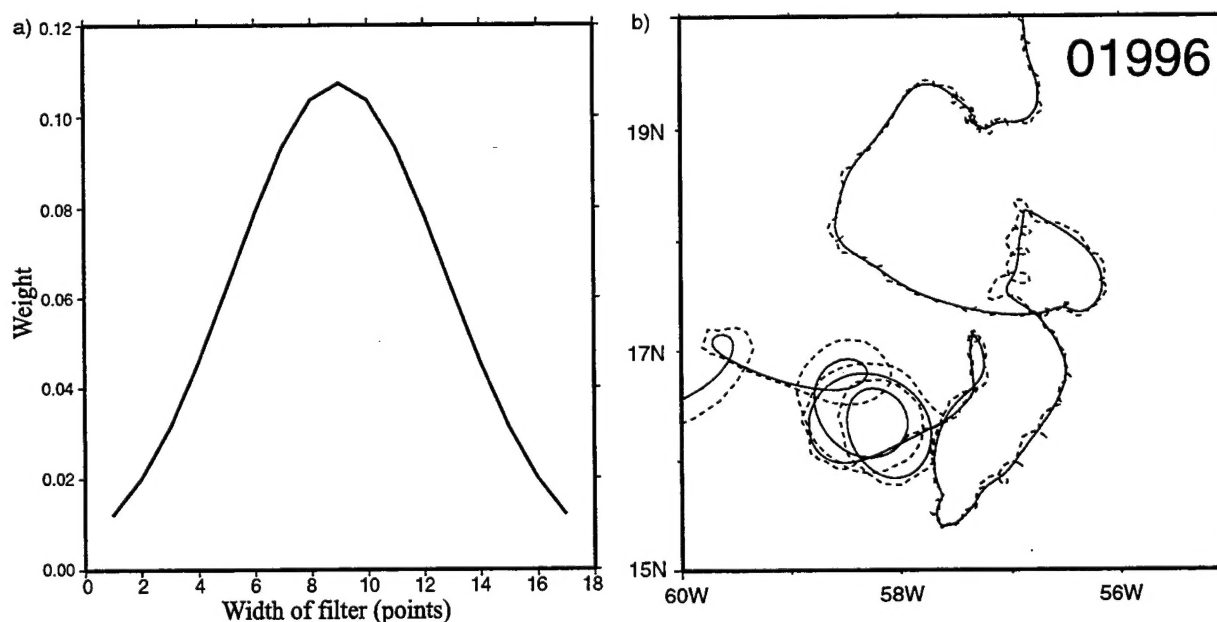 a)
0.12
0.10
0.08
0.06
0.04
0.02
0.00
Weight
0 2 4 6 8 10 12 14 16 18
Width of filter (points)
b)
01996
19N
17N
15N
60W 58W 56W